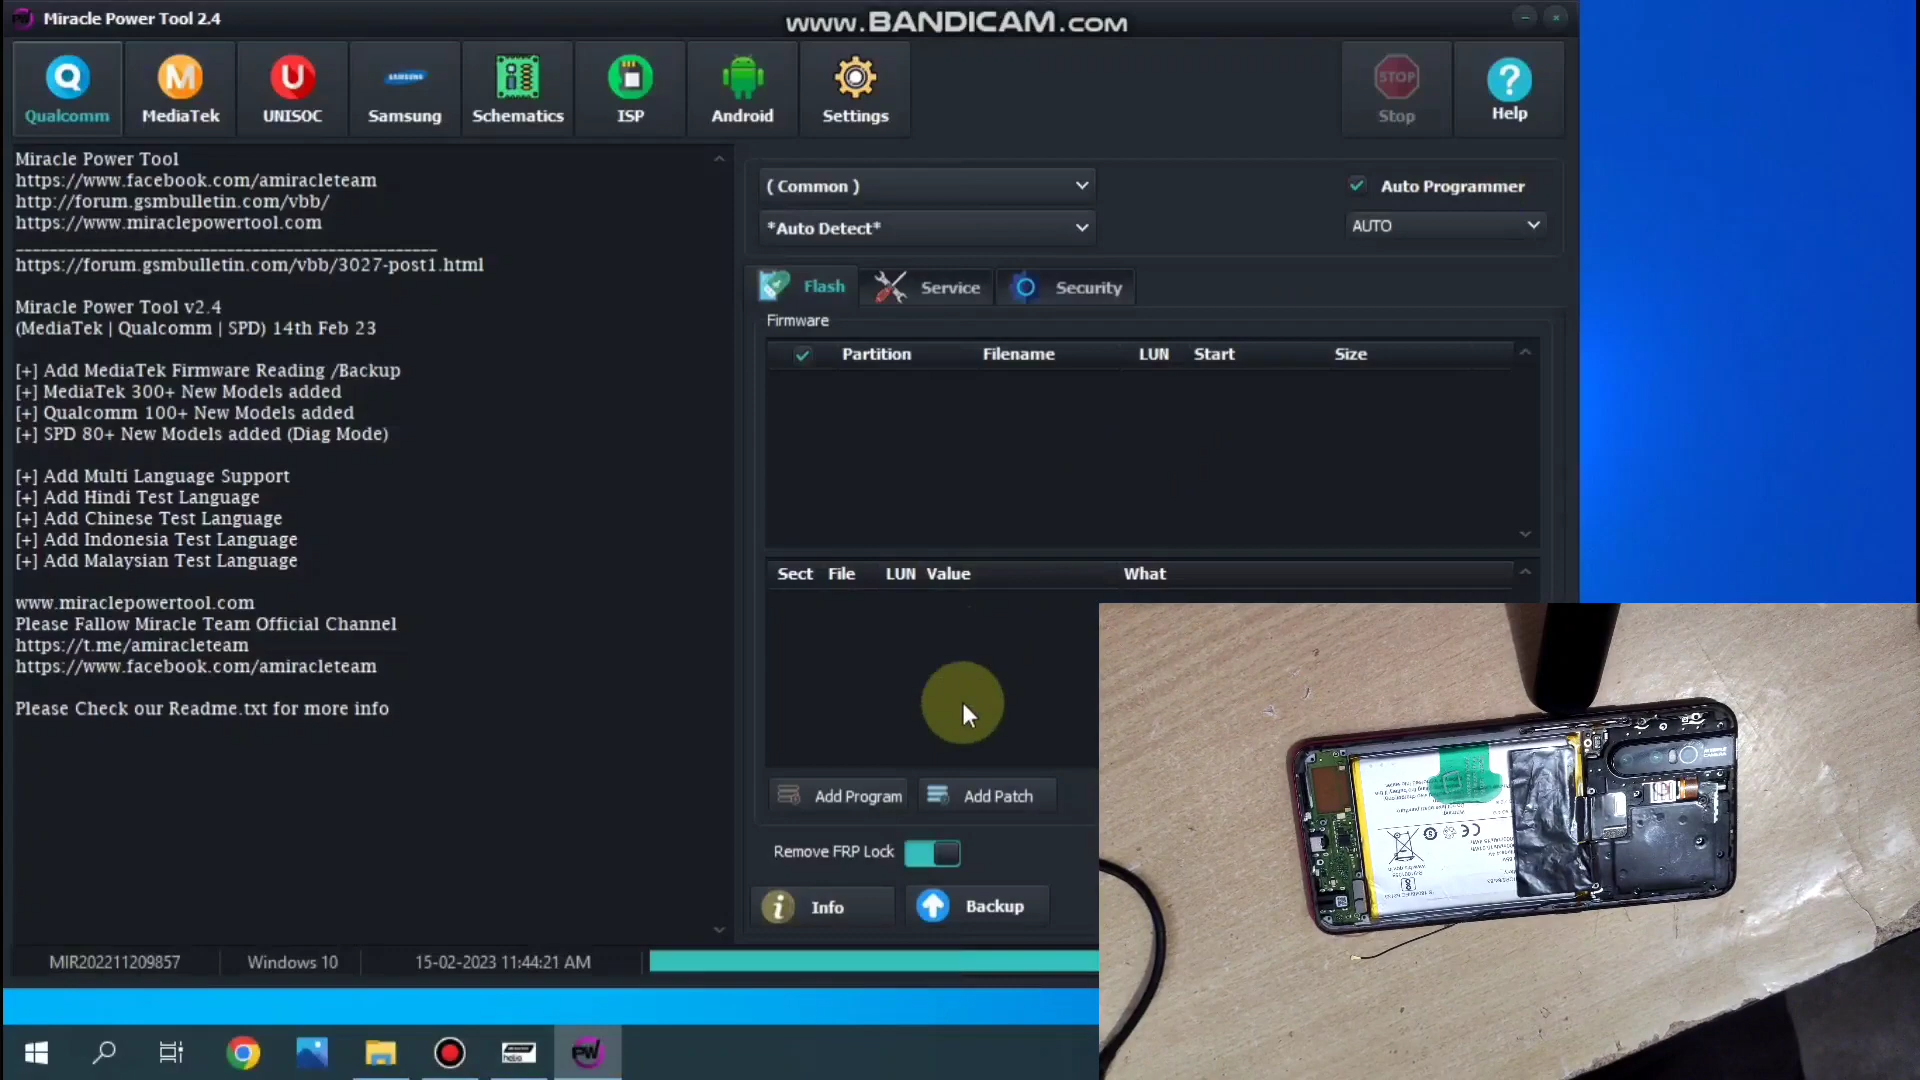 Miracle Power Tool 2.4
www.BANDICAM.com
Qualcomm
MediaTek
UNISOC
SAMSUNG
Samsung
Schematics
ISP
Android
Settings
STOP
Stop
Help
Miracle Power Tool
https://www.facebook.com/amiracleteam
http://forum.gsmbulletin.com/vbb/
https://www.miraclepowertool.com
https://forum.gsmbulletin.com/vbb/3027-post1.html
Miracle Power Tool v2.4
(MediaTek | Qualcomm | SPD) 14th Feb 23
[+] Add MediaTek Firmware Reading /Backup
[+] MediaTek 300+ New Models added
[+] Qualcomm 100+ New Models added
[+] SPD 80+ New Models added (Diag Mode)
[+] Add Multi Language Support
[+] Add Hindi Test Language
[+] Add Chinese Test Language
[+] Add Indonesia Test Language
[+] Add Malaysian Test Language
www.miraclepowertool.com
Please Fallow Miracle Team Official Channel
https://t.me/amiracleteam
https://www.facebook.com/amiracleteam
Please Check our Readme.txt for more info
( Common )
*Auto Detect*
Auto Programmer
AUTO
Flash
Service
Security
Firmware
Partition Filename LUN Start Size
Sect File LUN Value What
Add Program
Add Patch
Remove FRP Lock
Info
Backup
MIR202211209857
Windows 10
15-02-2023 11:44:21 AM